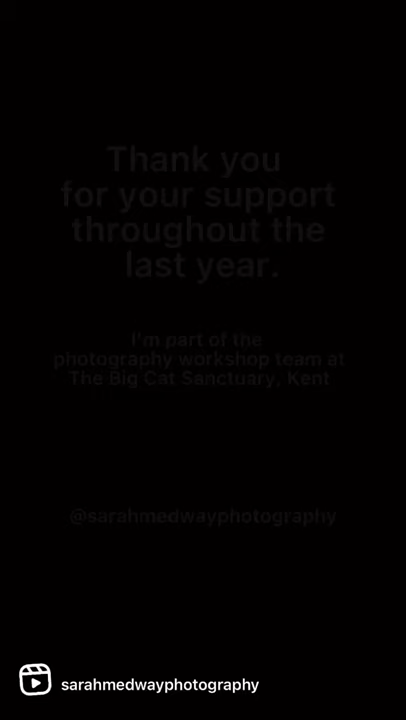 Thank you
for your support
throughout the
last year.
I'm part of the
photography workshop team at
The Big Cat Sanctuary, Kent
@sarahmedwayphotography
sarahmedwayphotography